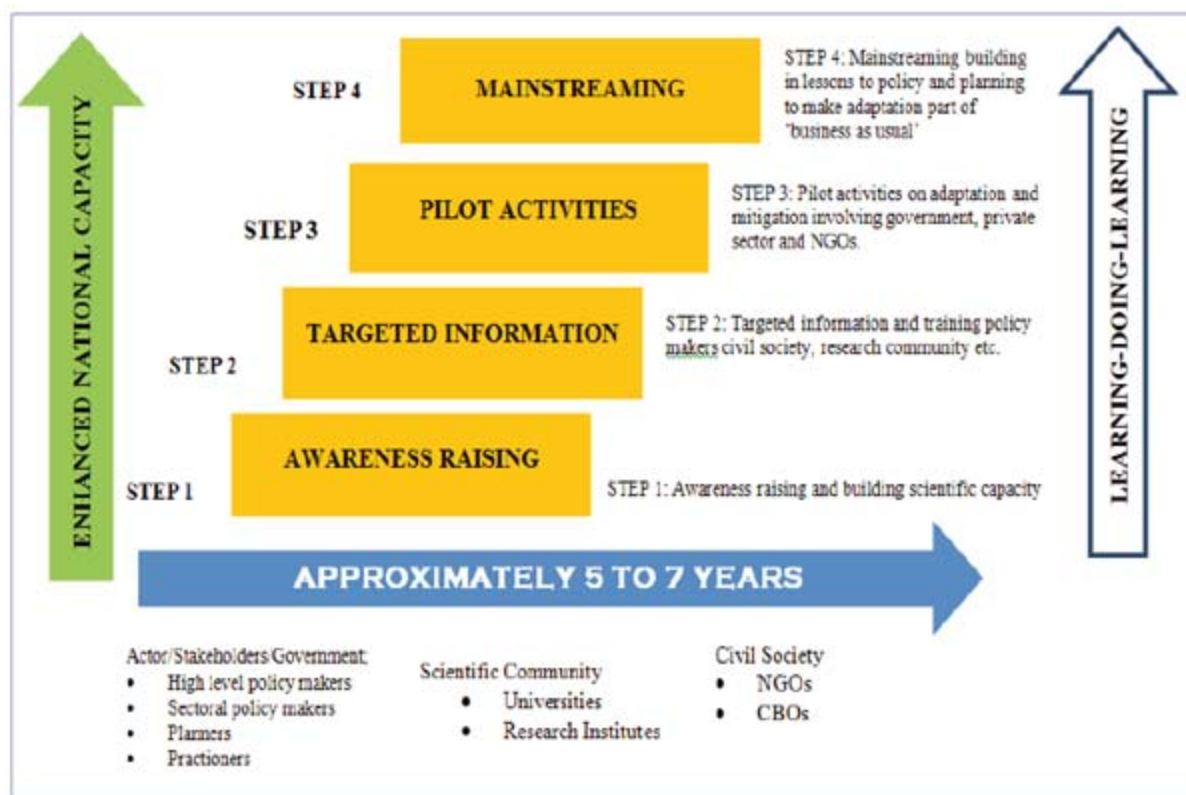 ENHANCED NATIONAL CAPACITY
STEP 4
MAINSTREAMING
STEP 4: Mainstreaming building
in lessons to policy and planning
to make adaptation part of
"business as usual'
STEP 3
PILOT ACTIVITIES
STEP 3: Pilot activities on adaptation and
mitigation involving government, private
sector and NGOs.
STEP 2
TARGETED INFORMATION
STEP 2: Targeted information and training policy
makers civil society, research community etc.
STEP 1
AWARENESS RAISING
STEP 1: Awareness raising and building scientific capacity
LEARNING-DOING-LEARNING
APPROXIMATELY 5 TO 7 YEARS
Actor/Stakeholders/Government;
• High level policy makers
• Sectoral policy makers
• Planners
• Practioners
Scientific Community
• Universities
• Research Institutes
Civil Society
• NGOs
• CBOs